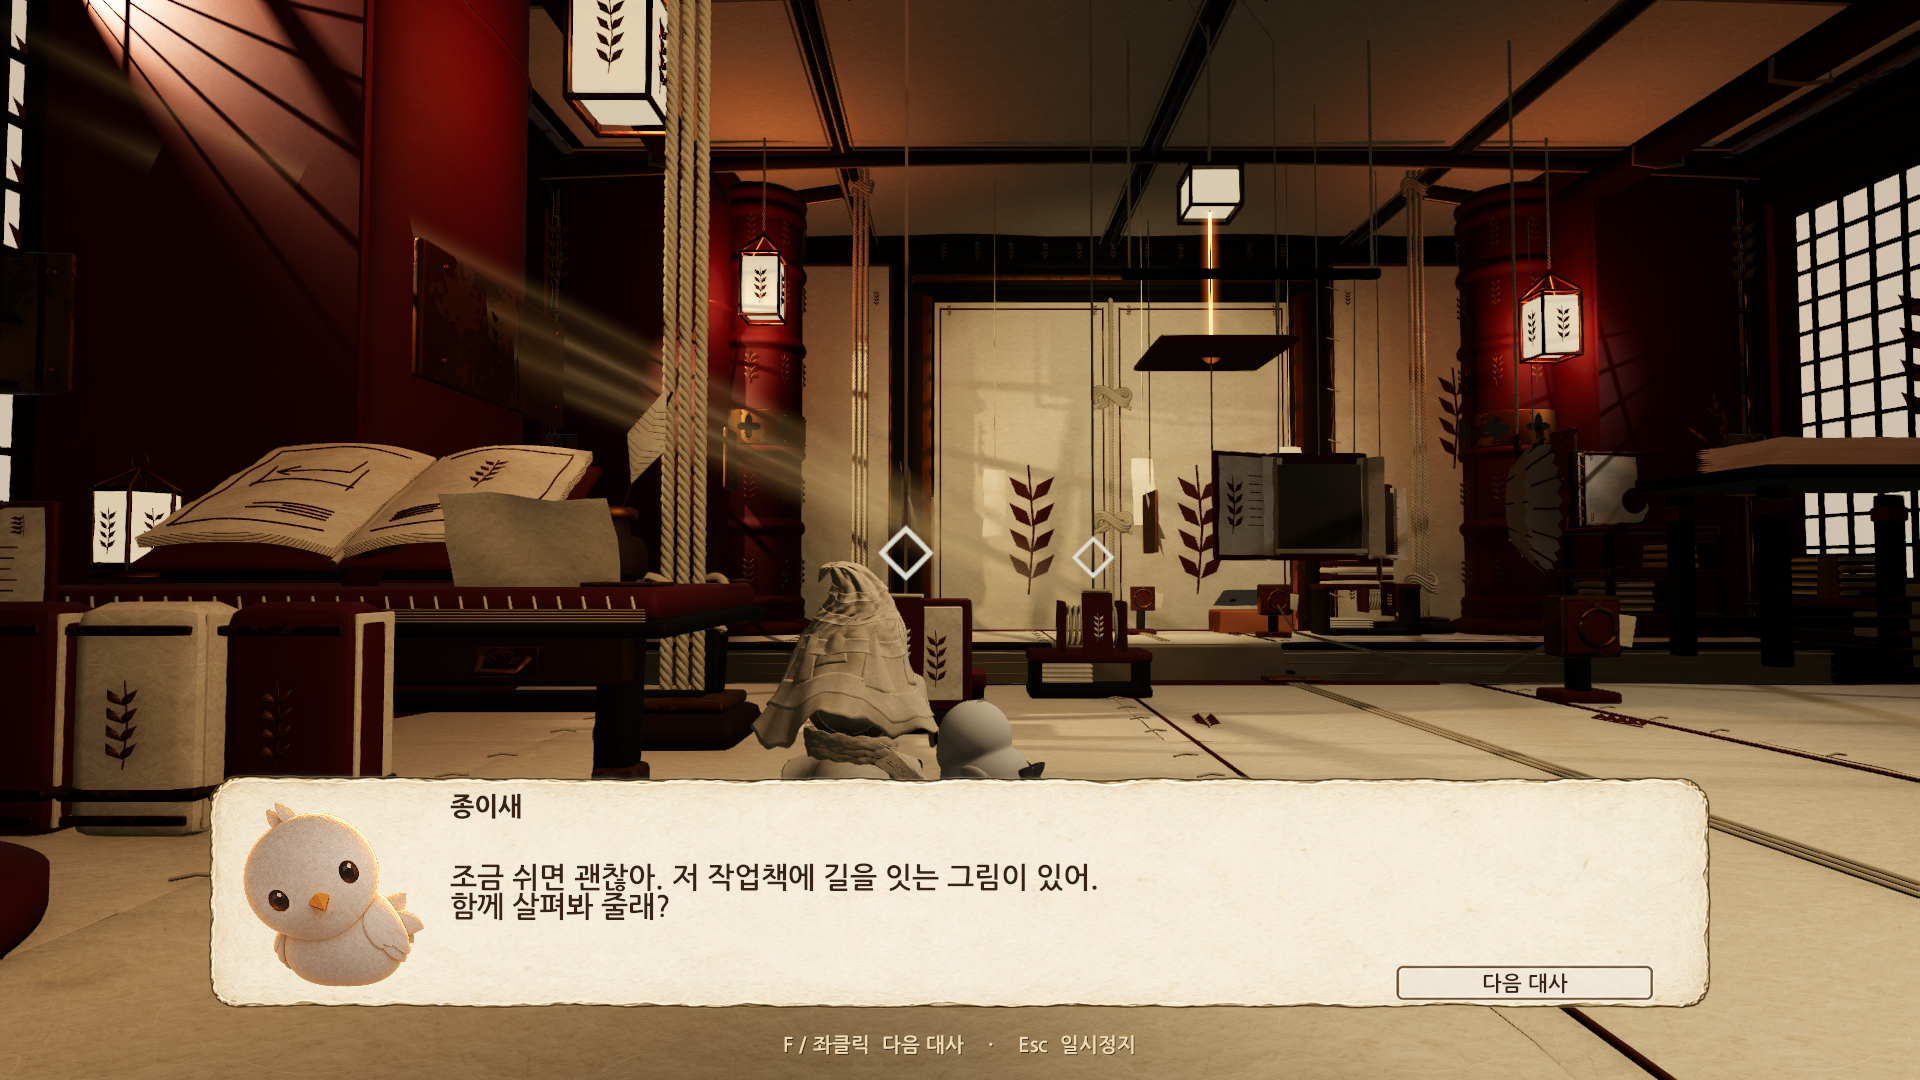 종이새
조금 쉬면 괜찮아. 저 작업책에 길을 잇는 그림이 있어.
함께 살펴봐 줄래?
다음 대사
F / 좌클릭 다음 대사 · Esc 일시정지